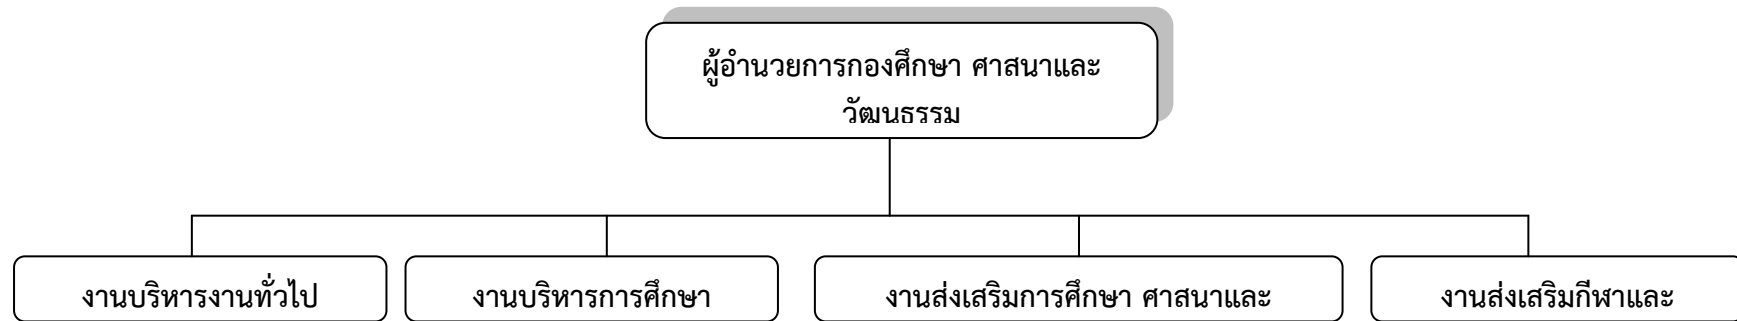 ผู้อำนวยการกองศึกษา ศาสนาและ
วัฒนธรรม
งานบริหารงานทั่วไป
งานบริหารการศึกษา
งานส่งเสริมการศึกษา ศาสนาและ
งานส่งเสริมกีฬาและ